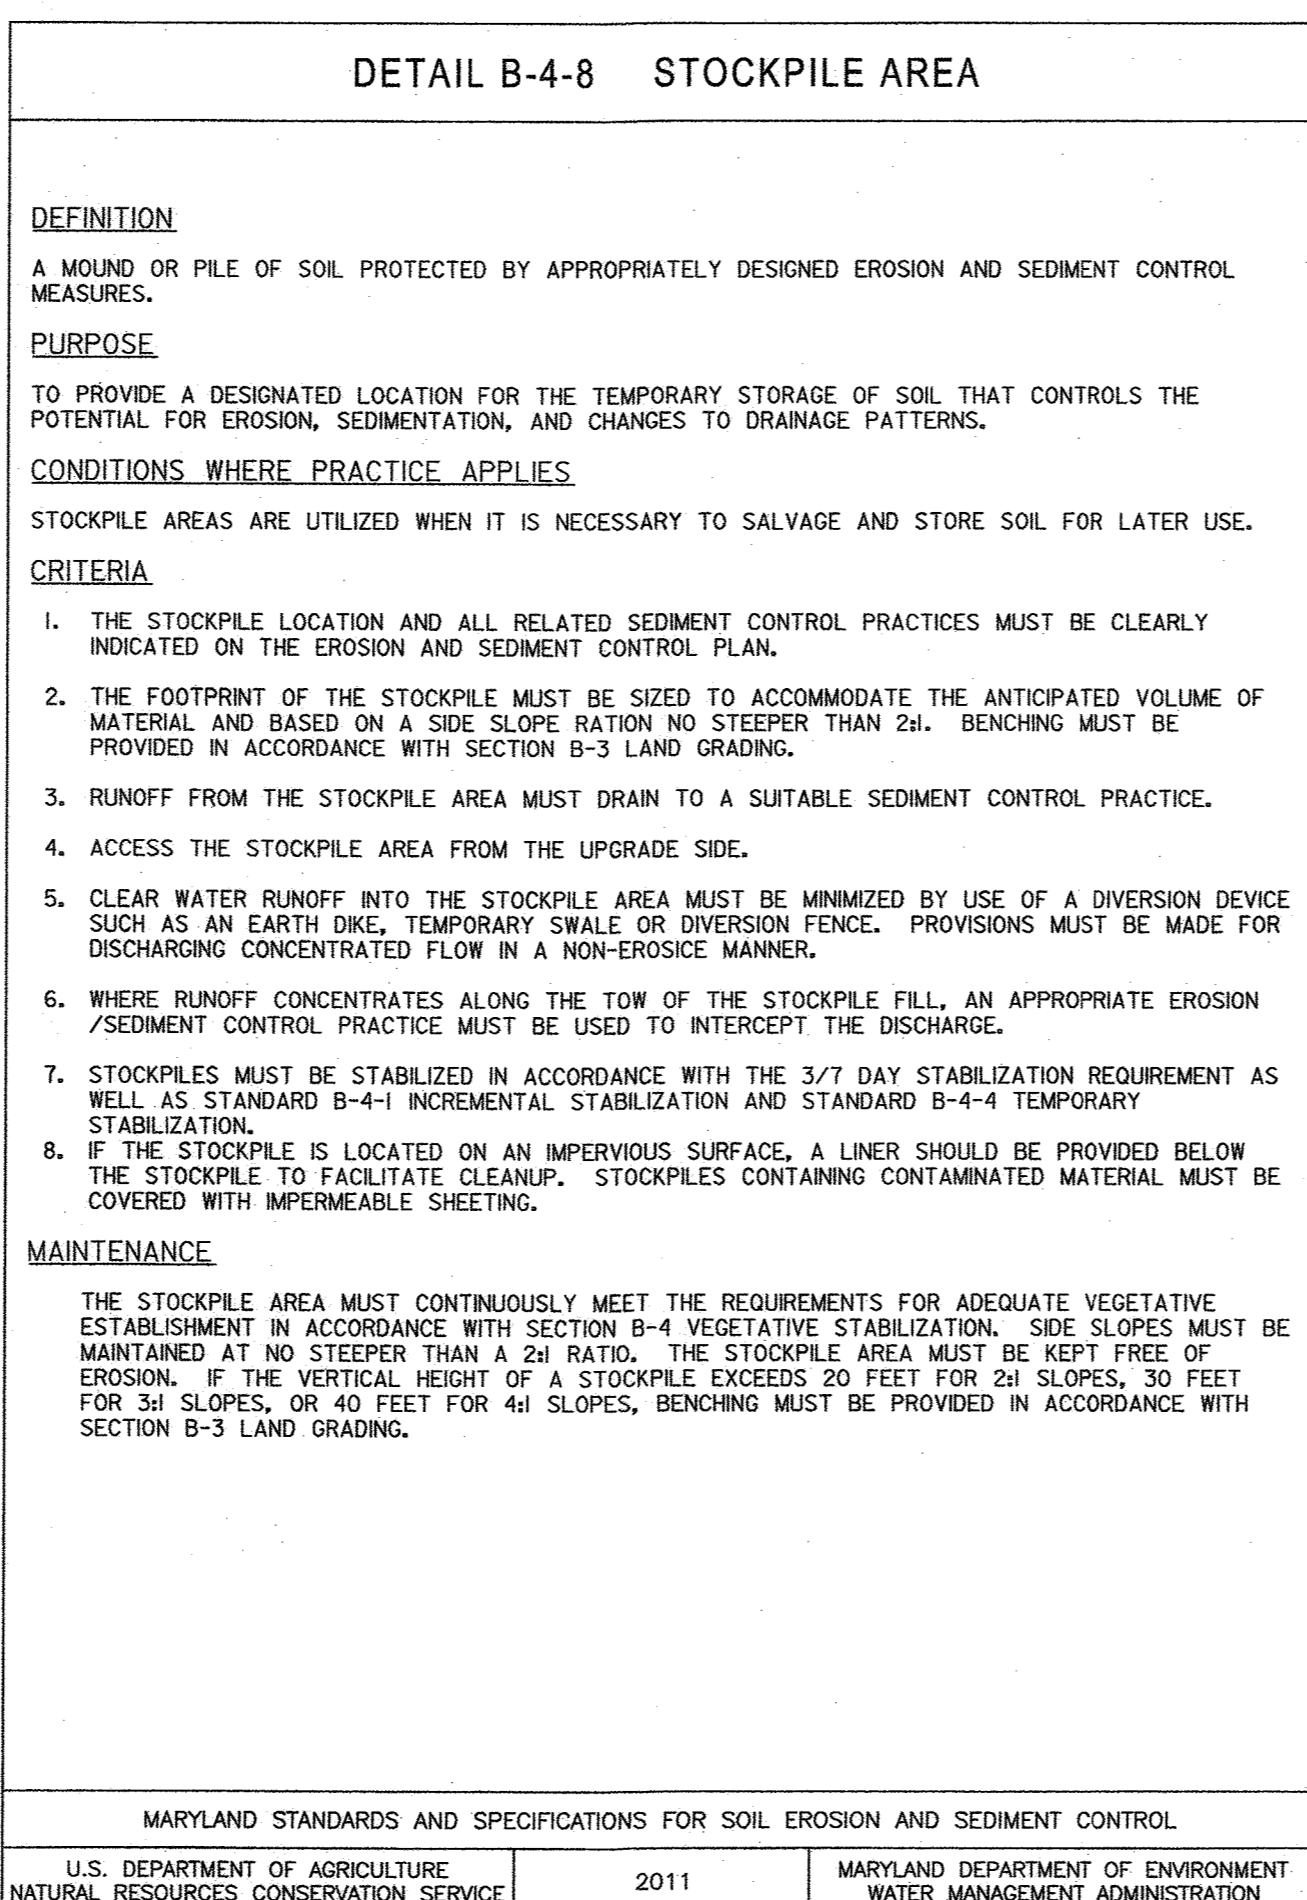 DETAIL B-4-8 STOCKPILE AREA
DEFINITION
A MOUND OR PILE OF SOIL PROTECTED BY APPROPRIATELY DESIGNED EROSION AND SEDIMENT CONTROL
MEASURES.
PURPOSE
TO PROVIDE A DESIGNATED LOCATION FOR THE TEMPORARY STORAGE OF SOIL THAT CONTROLS THE
POTENTIAL FOR EROSION, SEDIMENTATION, AND CHANGES TO DRAINAGE PATTERNS.
CONDITIONS WHERE PRACTICE APPLIES
STOCKPILE AREAS ARE UTILIZED WHEN IT IS NECESSARY TO SALVAGE AND STORE SOIL FOR LATER USE.
CRITERIA
1. THE STOCKPILE LOCATION AND ALL RELATED SEDIMENT CONTROL PRACTICES MUST BE CLEARLY
INDICATED ON THE EROSION AND SEDIMENT CONTROL PLAN.
2. THE FOOTPRINT OF THE STOCKPILE MUST BE SIZED TO ACCOMMODATE THE ANTICIPATED VOLUME OF
MATERIAL AND BASED ON A SIDE SLOPE RATION NO STEEPER THAN 2:1. BENCHING MUST BE
PROVIDED IN ACCORDANCE WITH SECTION B-3 LAND GRADING.
3. RUNOFF FROM THE STOCKPILE AREA MUST DRAIN TO A SUITABLE SEDIMENT CONTROL PRACTICE.
4. ACCESS THE STOCKPILE AREA FROM THE UPGRADE SIDE.
5. CLEAR WATER RUNOFF INTO THE STOCKPILE AREA MUST BE MINIMIZED BY USE OF A DIVERSION DEVICE
SUCH AS AN EARTH DIKE, TEMPORARY SWALE OR DIVERSION FENCE. PROVISIONS MUST BE MADE FOR
DISCHARGING CONCENTRATED FLOW IN A NON-EROSICE MANNER.
6. WHERE RUNOFF CONCENTRATES ALONG THE TOW OF THE STOCKPILE FILL, AN APPROPRIATE EROSION
/SEDIMENT CONTROL PRACTICE MUST BE USED TO INTERCEPT THE DISCHARGE.
7. STOCKPILES MUST BE STABILIZED IN ACCORDANCE WITH THE 3/7 DAY STABILIZATION REQUIREMENT AS
WELL AS STANDARD B-4-1 INCREMENTAL STABILIZATION AND STANDARD B-4-4 TEMPORARY
STABILIZATION.
8. IF THE STOCKPILE IS LOCATED ON AN IMPERVIOUS SURFACE, A LINER SHOULD BE PROVIDED BELOW
THE STOCKPILE TO FACILITATE CLEANUP. STOCKPILES CONTAINING CONTAMINATED MATERIAL MUST BE
COVERED WITH IMPERMEABLE SHEETING.
MAINTENANCE
THE STOCKPILE AREA MUST CONTINUOUSLY MEET THE REQUIREMENTS FOR ADEQUATE VEGETATIVE
ESTABLISHMENT IN ACCORDANCE WITH SECTION B-4 VEGETATIVE STABILIZATION. SIDE SLOPES MUST BE
MAINTAINED AT NO STEEPER THAN A 2:1 RATIO. THE STOCKPILE AREA MUST BE KEPT FREE OF
EROSION. IF THE VERTICAL HEIGHT OF A STOCKPILE EXCEEDS 20 FEET FOR 2:1 SLOPES, 30 FEET
FOR 3:1 SLOPES, OR 40 FEET FOR 4:1 SLOPES, BENCHING MUST BE PROVIDED IN ACCORDANCE WITH
SECTION B-3 LAND GRADING.
MARYLAND STANDARDS AND SPECIFICATIONS FOR SOIL EROSION AND SEDIMENT CONTROL
U.S. DEPARTMENT OF AGRICULTURE
NATURAL RESOURCES CONSERVATION SERVICE
2011
MARYLAND DEPARTMENT OF ENVIRONMENT
WATER MANAGEMENT ADMINISTRATION